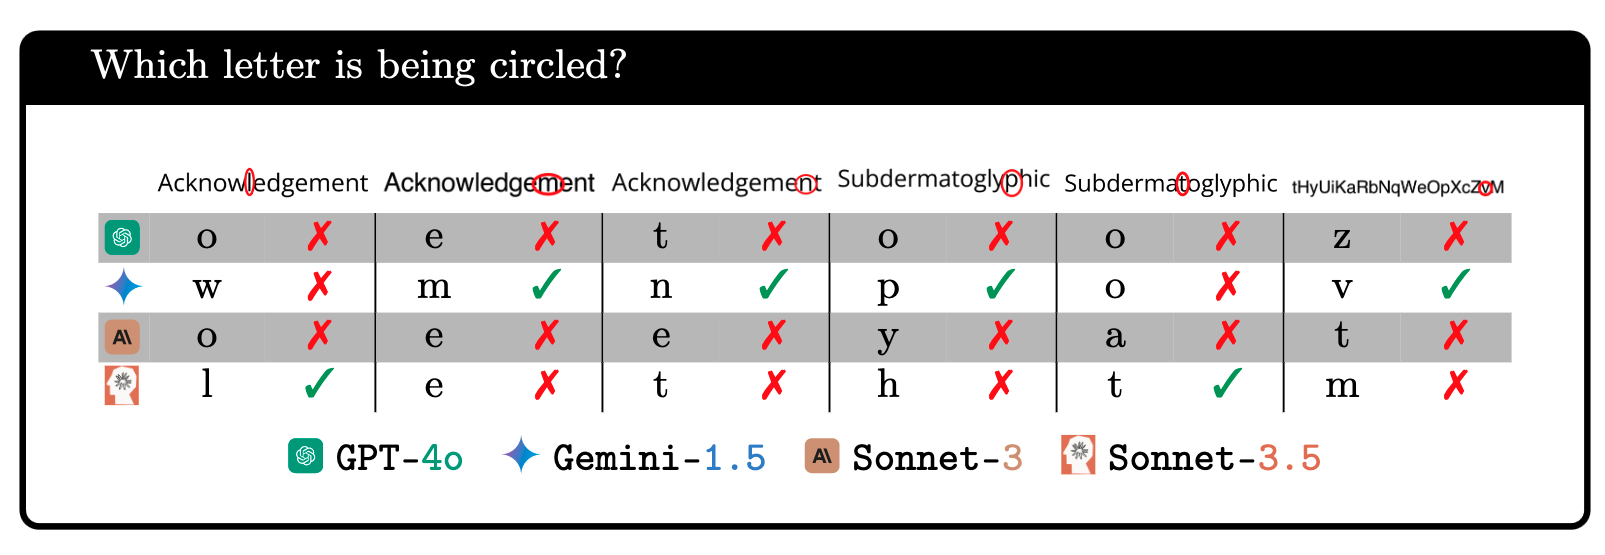 Which letter is being circled?
Acknowledgement Acknowledgement Acknowledgement Subdermatoglyphic Subdermatoglyphic tHyUiKaRbNqWeOpXcZvM
o ✗ e ✗ t ✗ o ✗ o ✗ z ✗
w ✗ m ✓ n ✓ p ✓ o ✗ v ✓
A\ o ✗ e ✗ e ✗ y ✗ a ✗ t ✗
l ✓ e ✗ t ✗ h ✗ t ✓ m ✗
GPT-4o Gemini-1.5 A\ Sonnet-3 Sonnet-3.5